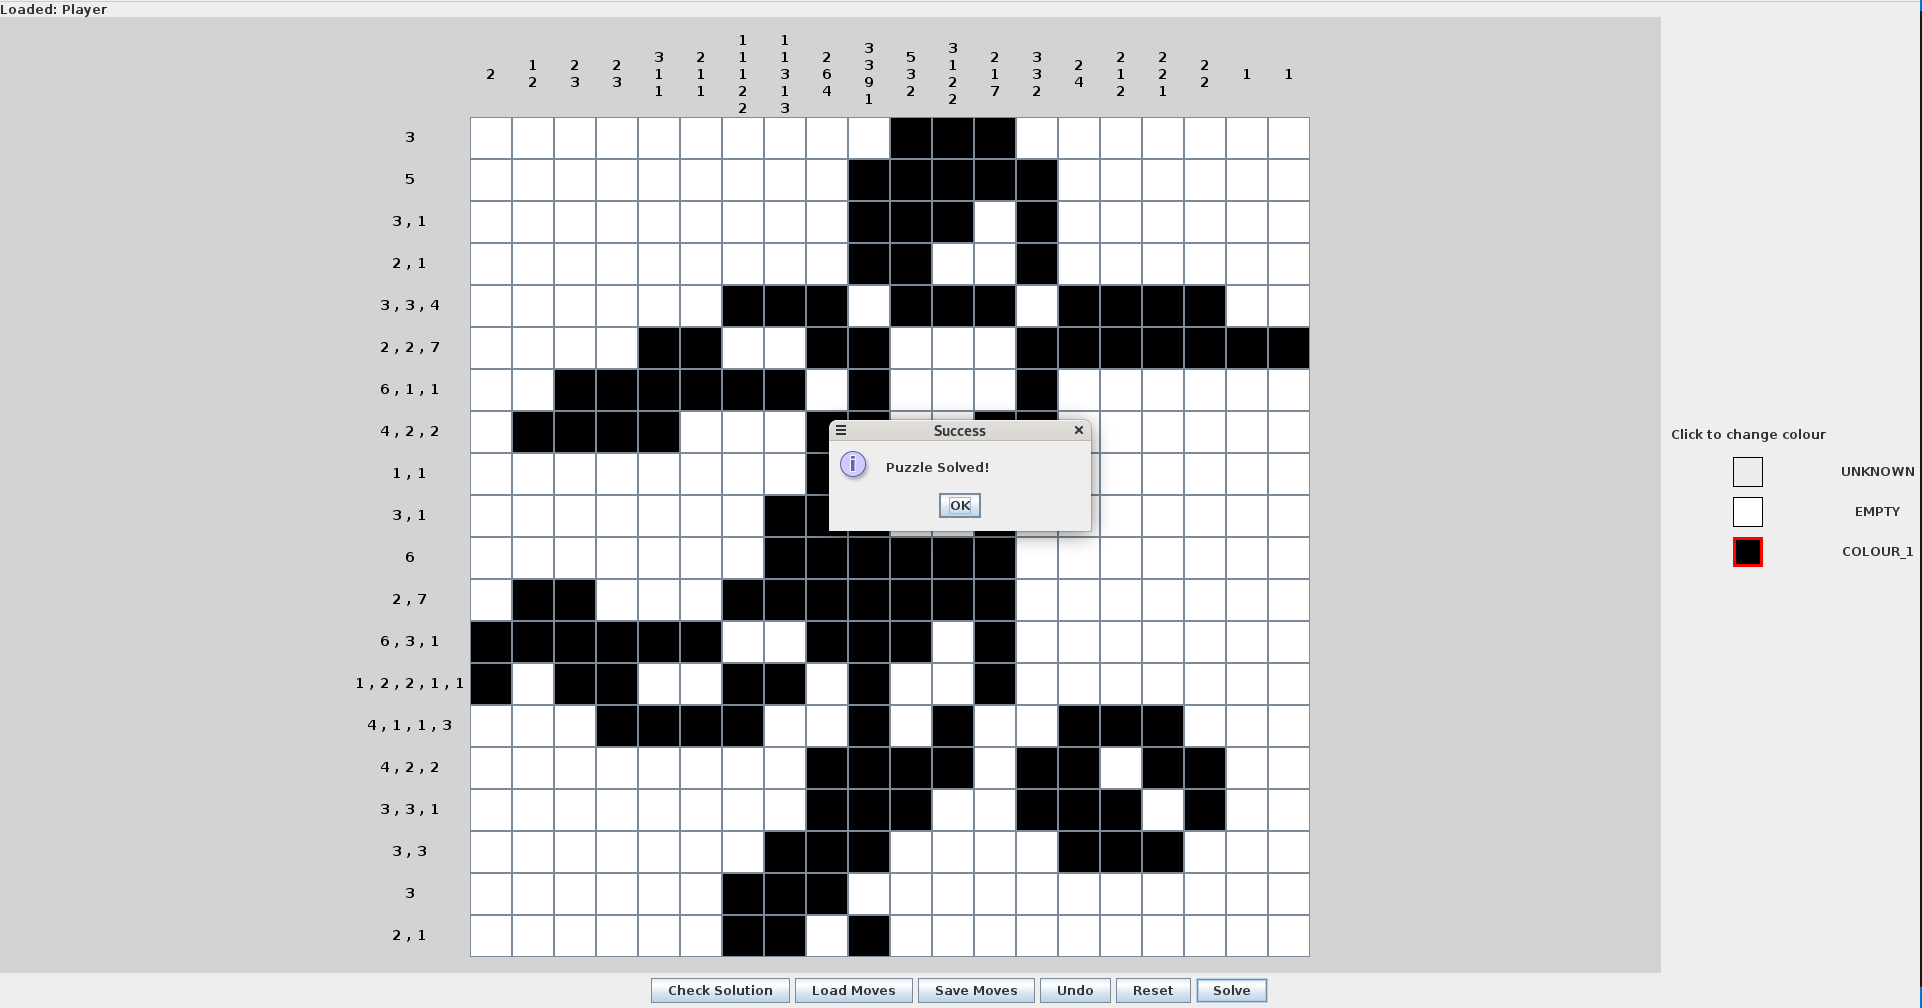 Loaded: Player
2
1
2
2
3
2
3
3
1
1
2
1
1
1
1
1
2
2
1
1
3
1
3
2
6
4
3
3
9
1
5
3
2
3
1
2
2
2
1
7
3
3
2
2
4
2
1
2
2
2
1
2
2
1
1
3
5
3 , 1
2 , 1
3 , 3 , 4
2 , 2 , 7
6 , 1 , 1
4 , 2 , 2
1 , 1
3 , 1
6
2 , 7
6 , 3 , 1
1 , 2 , 2 , 1 , 1
4 , 1 , 1 , 3
4 , 2 , 2
3 , 3 , 1
3 , 3
3
2 , 1
Success
Puzzle Solved!
OK
Click to change colour
UNKNOWN
EMPTY
COLOUR_1
Check Solution
Load Moves
Save Moves
Undo
Reset
Solve